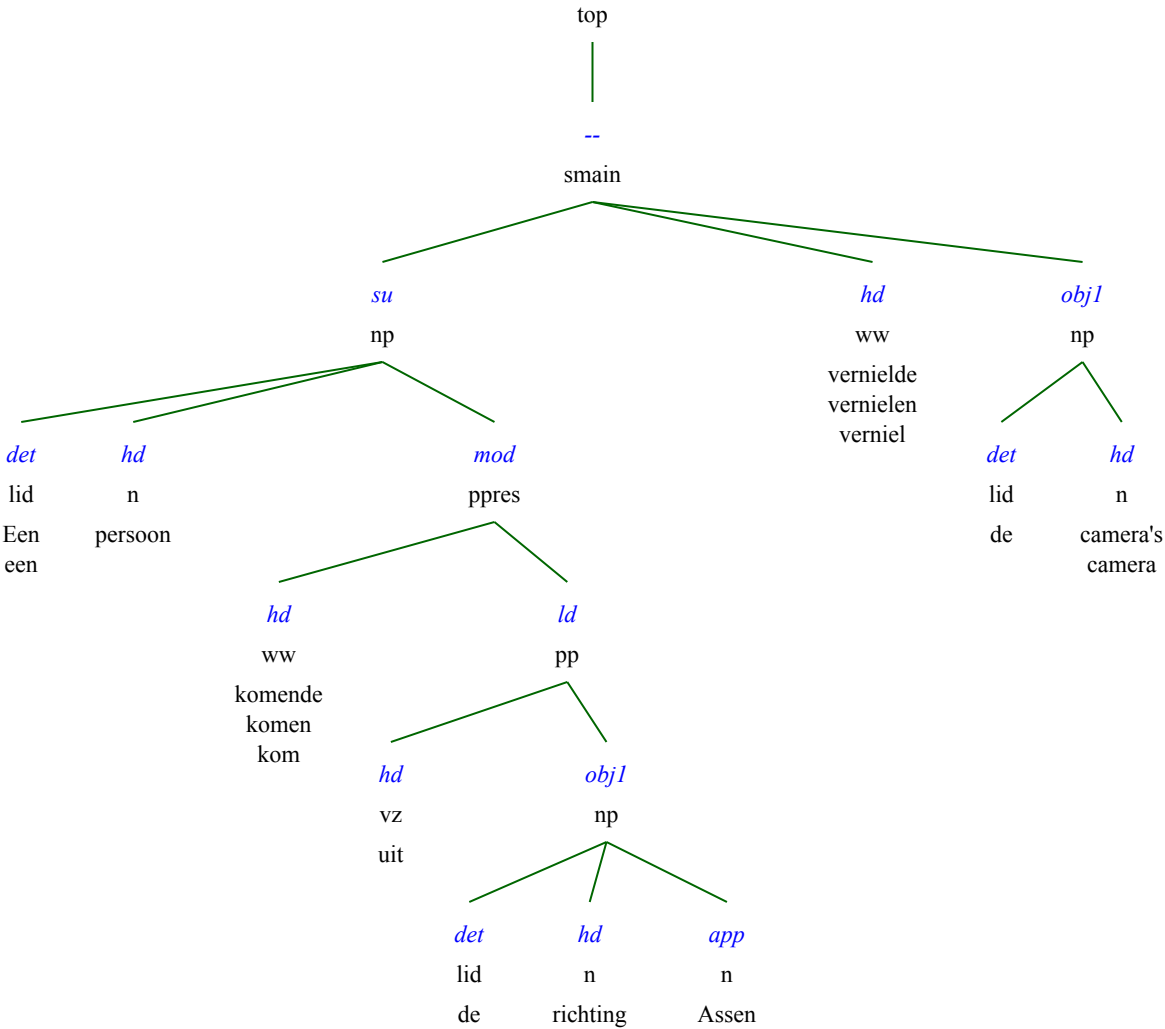 top
--
smain
su hd obj1
np ww np
vernielde
vernielen
verniel
det hd mod det hd
lid n ppres lid n
Een persoon de camera's
een camera
hd ld
ww pp
komende
komen
kom
hd obj1
vz np
uit
det hd app
lid n n
de richting Assen